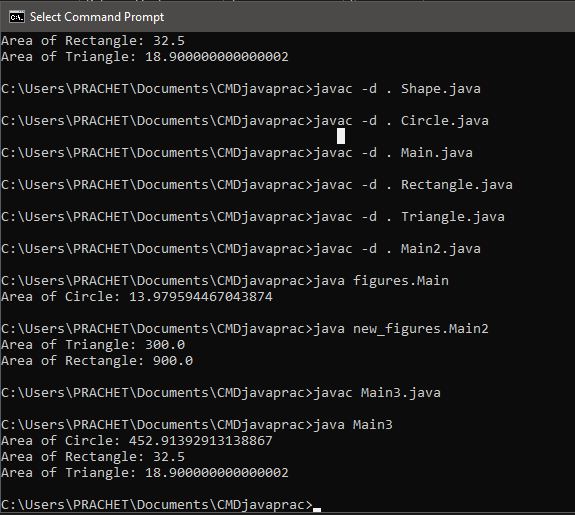 Select Command Prompt
Area of Rectangle: 32.5
Area of Triangle: 18.900000000000002
C:\Users\PRACHET\Documents\CMDjavaprac>javac -d . Shape.java
C:\Users\PRACHET\Documents\CMDjavaprac>javac -d . Circle.java
C:\Users\PRACHET\Documents\CMDjavaprac>javac -d . Main.java
C:\Users\PRACHET\Documents\CMDjavaprac>javac -d . Rectangle.java
C:\Users\PRACHET\Documents\CMDjavaprac>javac -d . Triangle.java
C:\Users\PRACHET\Documents\CMDjavaprac>javac -d . Main2.java
C:\Users\PRACHET\Documents\CMDjavaprac>java figures.Main
Area of Circle: 13.979594467043874
C:\Users\PRACHET\Documents\CMDjavaprac>java new_figures.Main2
Area of Triangle: 300.0
Area of Rectangle: 900.0
C:\Users\PRACHET\Documents\CMDjavaprac>javac Main3.java
C:\Users\PRACHET\Documents\CMDjavaprac>java Main3
Area of Circle: 452.91392913138867
Area of Rectangle: 32.5
Area of Triangle: 18.900000000000002
C:\Users\PRACHET\Documents\CMDjavaprac>